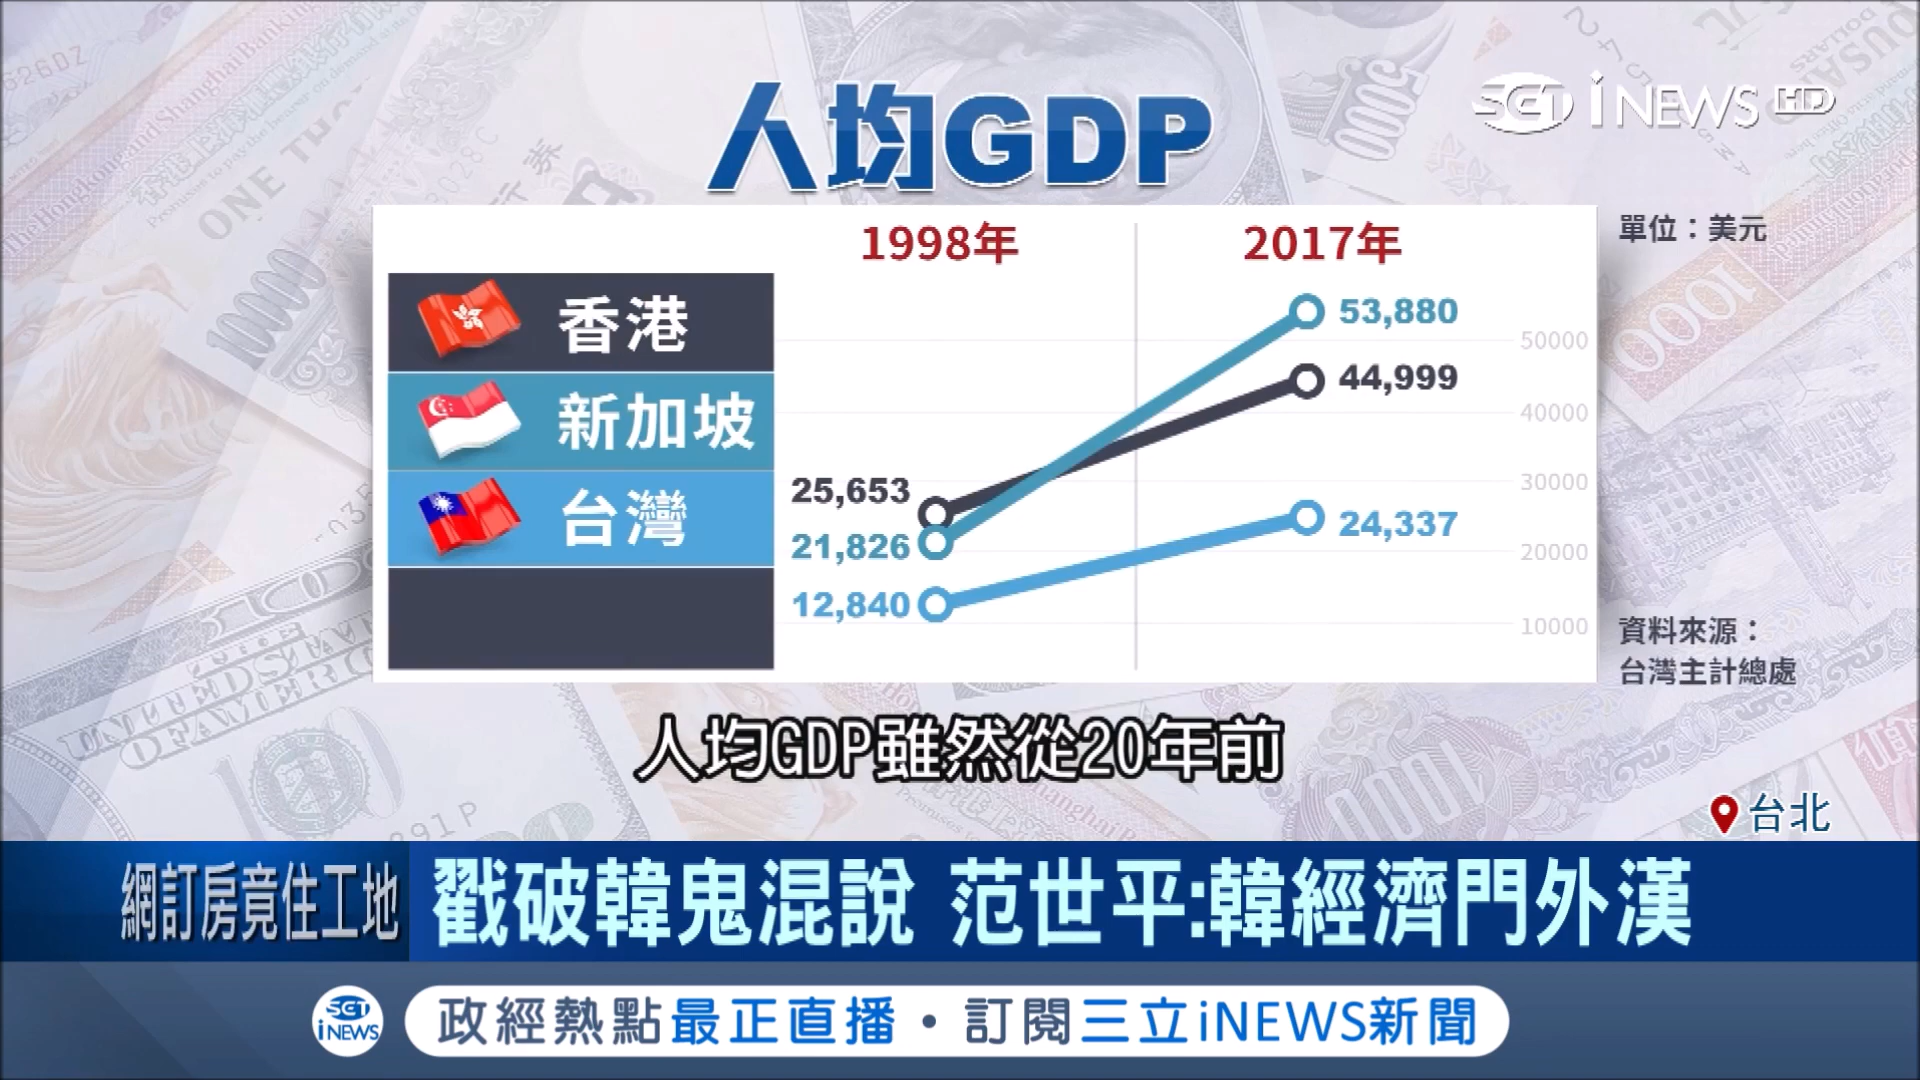 人均GDP
SET iNEWS HD
單位：美元
1998年
2017年
香港
新加坡
台灣
53,880
44,999
24,337
25,653
21,826
12,840
50000
40000
30000
20000
10000
資料來源：
台灣主計總處
人均GDP雖然從20年前
台北
網訂房竟住工地
戳破韓鬼混說 范世平:韓經濟門外漢
SET iNEWS
政經熱點最正直播・訂閱三立iNEWS新聞